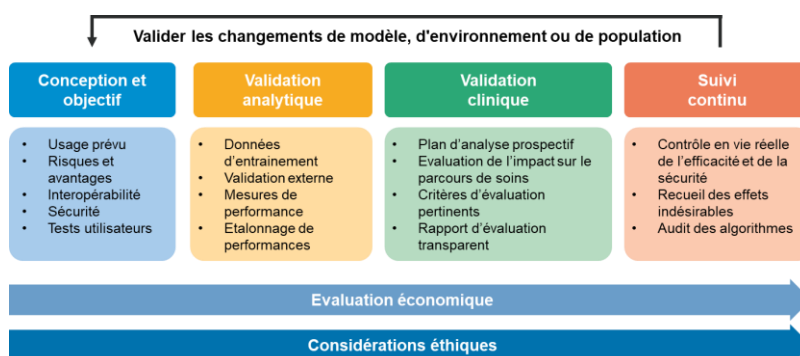 Valider les changements de modèle, d'environnement ou de population
Conception et
objectif
• Usage prévu
• Risques et
avantages
• Interopérabilité
• Sécurité
• Tests utilisateurs
Validation
analytique
• Données
d'entrainement
• Validation externe
• Mesures de
performance
• Etalonnage de
performances
Validation
clinique
• Plan d'analyse prospectif
• Evaluation de l'impact sur le
parcours de soins
• Critères d'évaluation
pertinents
• Rapport d'évaluation
transparent
Suivi
continu
• Contrôle en vie réelle
de l'efficacité et de la
sécurité
• Recueil des effets
indésirables
• Audit des algorithmes
Evaluation économique
Considérations éthiques